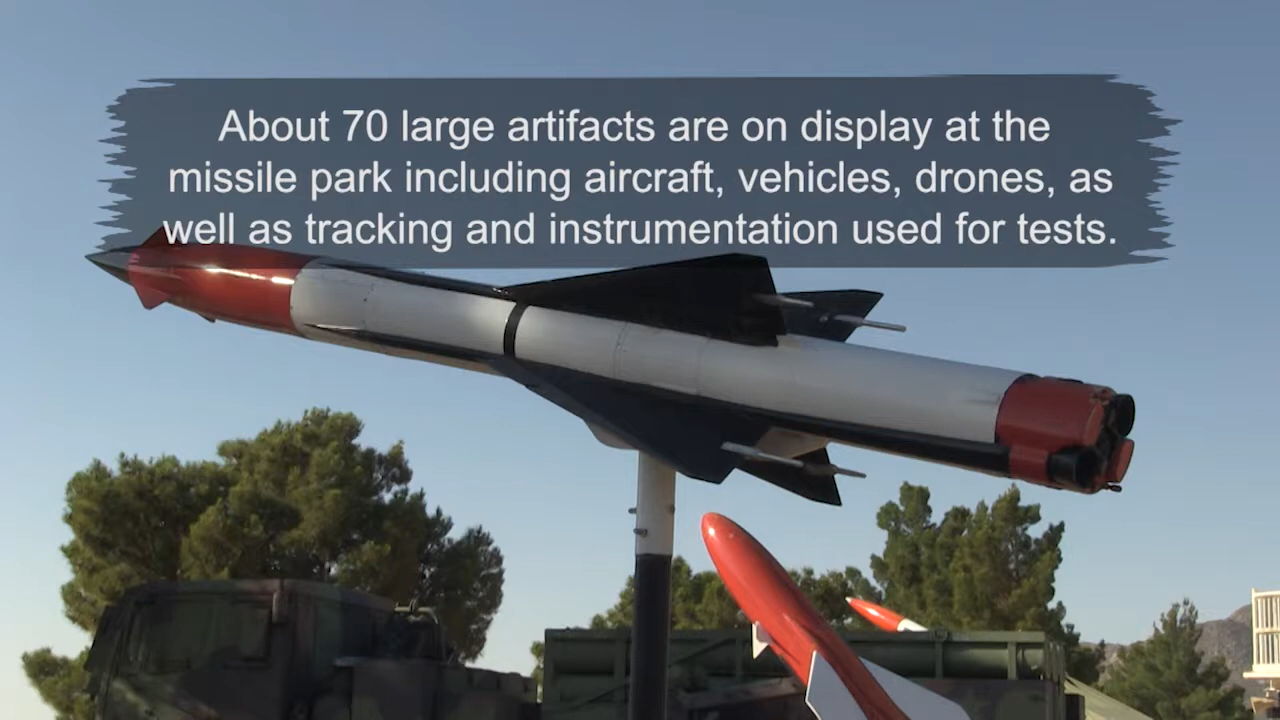 About 70 large artifacts are on display at the
missile park including aircraft, vehicles, drones, as
well as tracking and instrumentation used for tests.